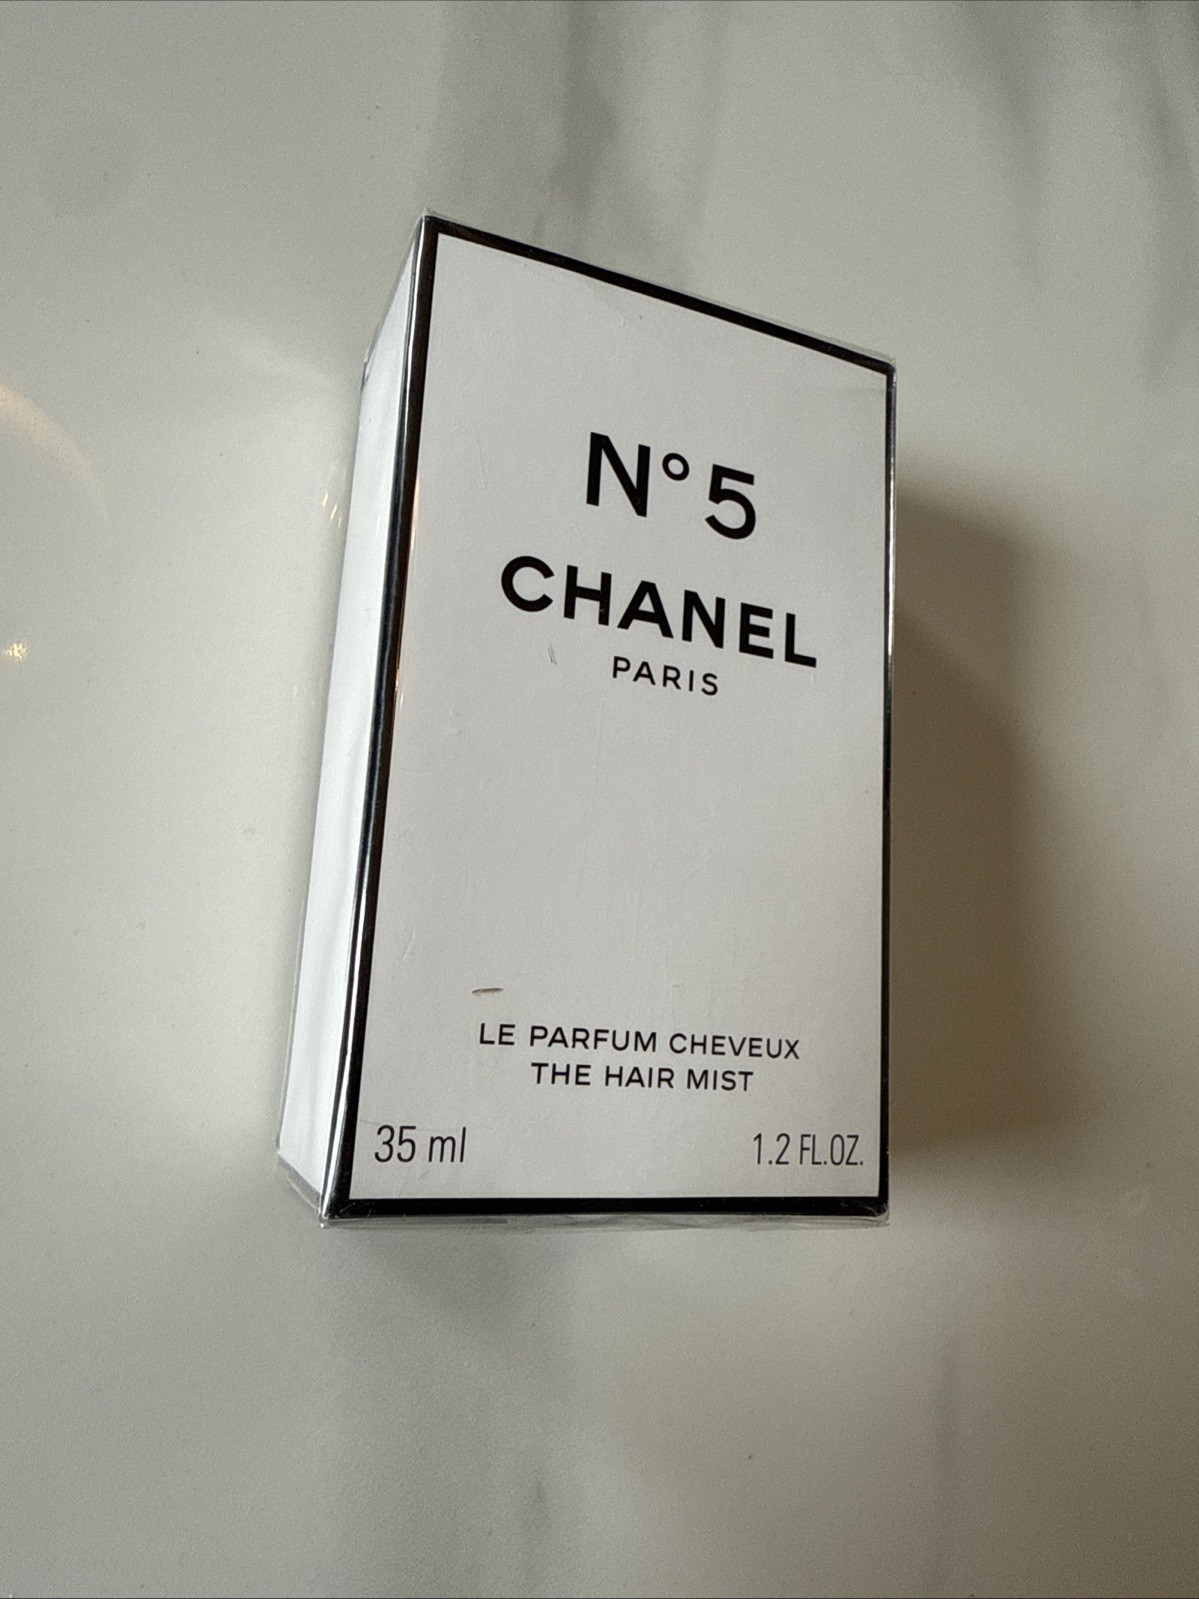 N°5
CHANEL
PARIS
LE PARFUM CHEVEUX
THE HAIR MIST
35 ml
1.2 FL.OZ.